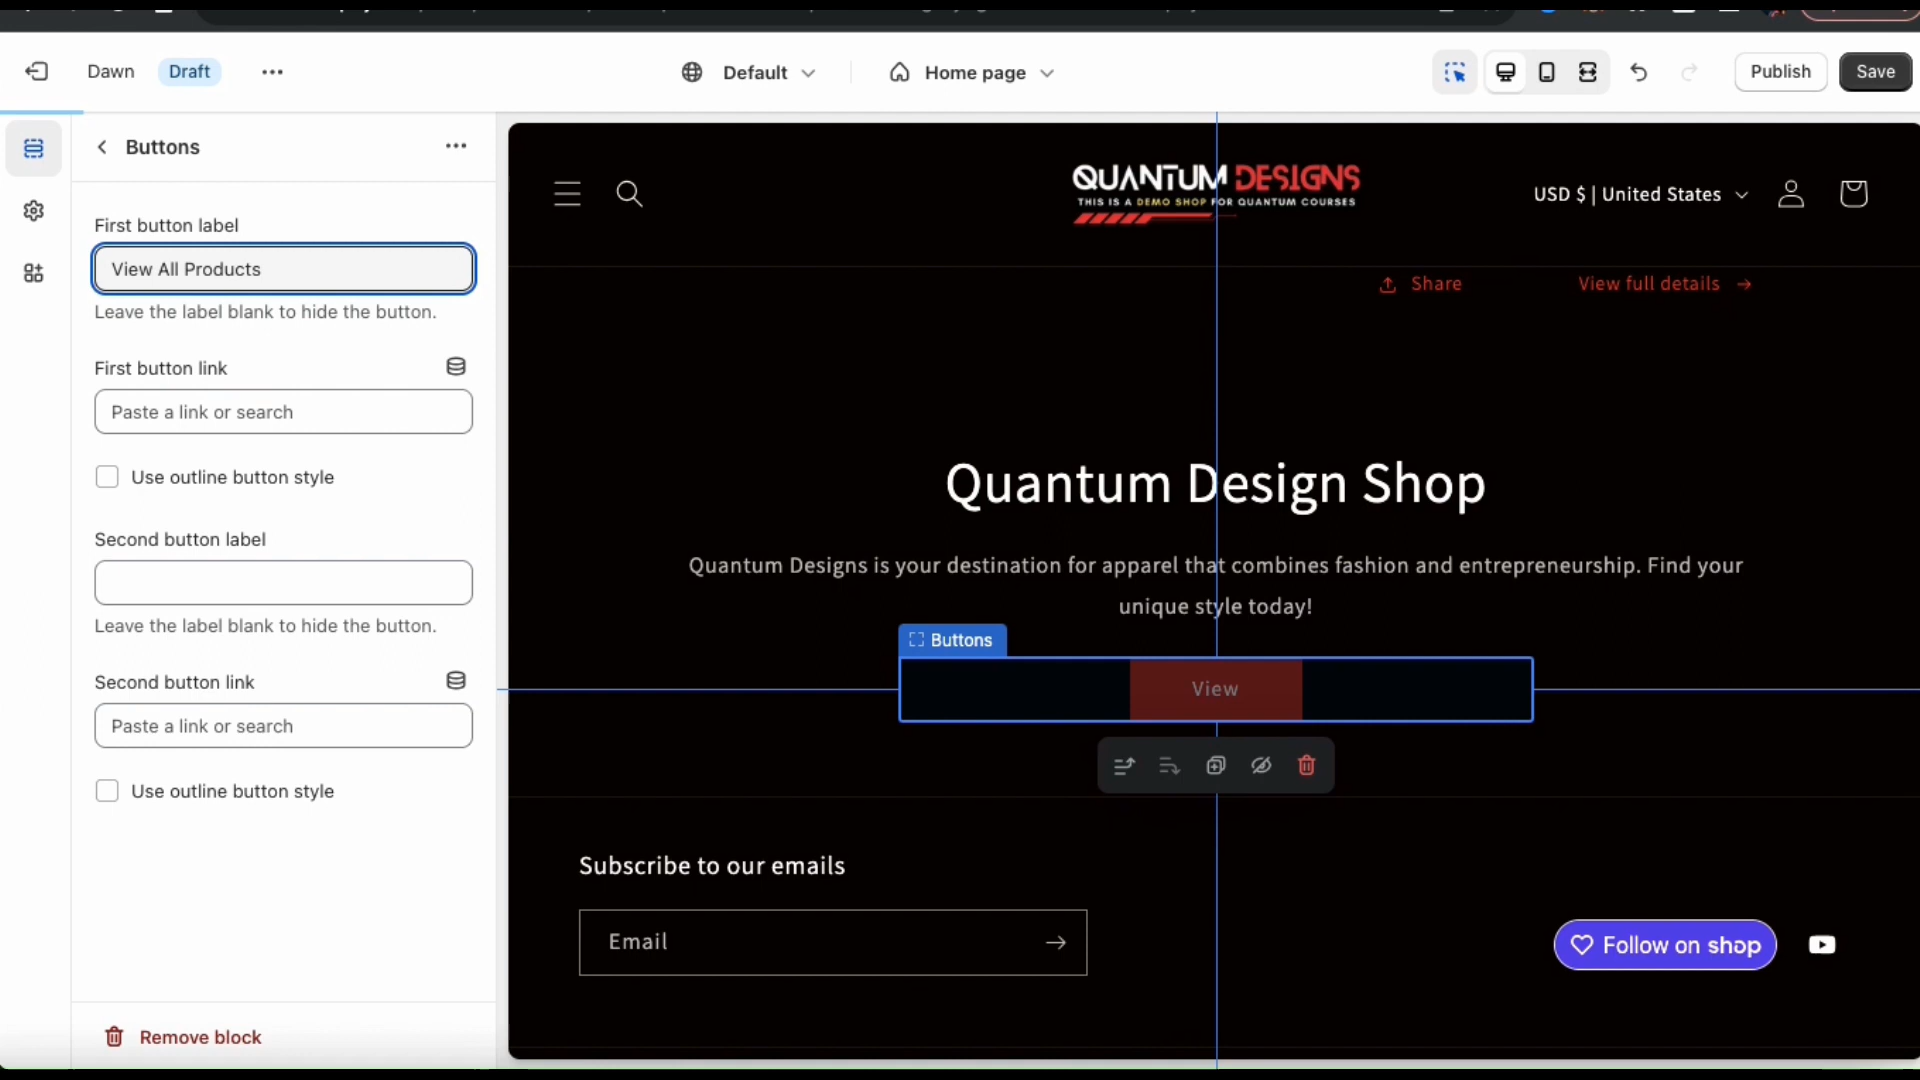 Dawn
Draft
Default
Home page
Publish
Save
Buttons
First button label
View All Products
Leave the label blank to hide the button.
First button link
Paste a link or search
Use outline button style
Second button label
Leave the label blank to hide the button.
Second button link
Paste a link or search
Use outline button style
Remove block
QUANTUM DESIGNS
THIS IS A DEMO SHOP FOR QUANTUM COURSES
USD $ | United States
Share
View full details
Quantum Design Shop
Quantum Designs is your destination for apparel that combines fashion and entrepreneurship. Find your
unique style today!
Buttons
View
Subscribe to our emails
Email
Follow on shop